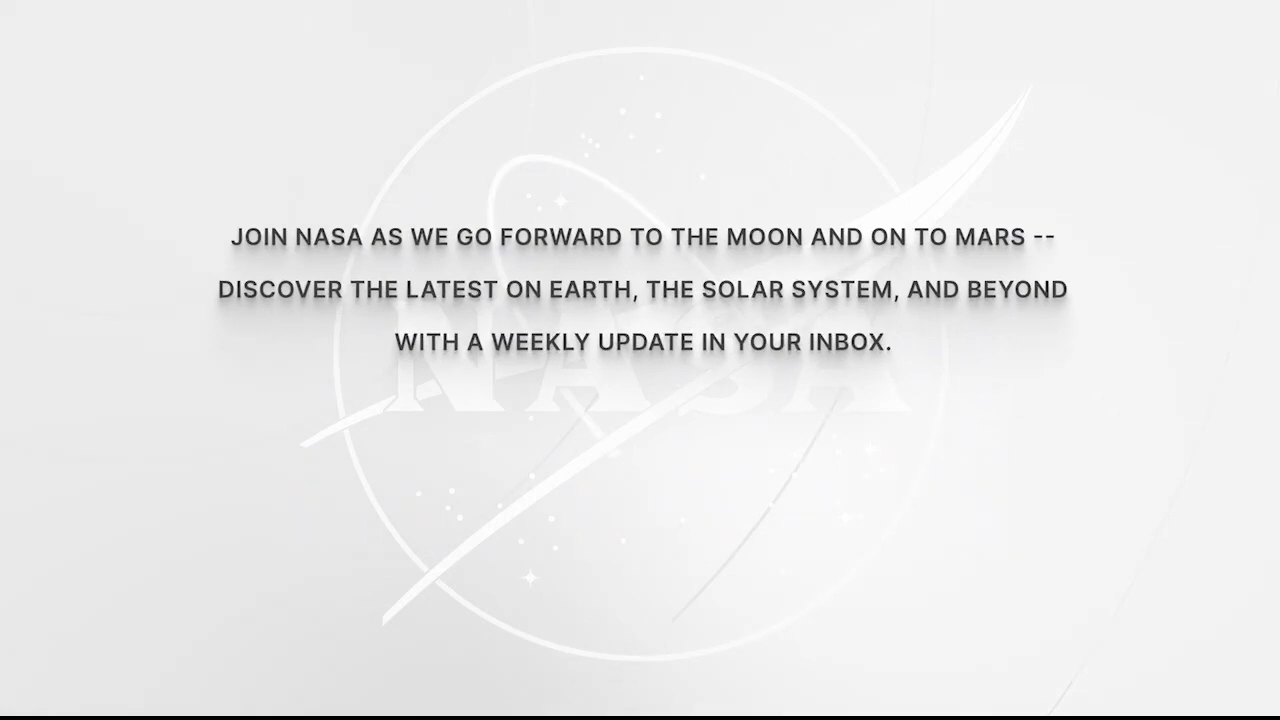 JOIN NASA AS WE GO FORWARD TO THE MOON AND ON TO MARS --
DISCOVER THE LATEST ON EARTH, THE SOLAR SYSTEM, AND BEYOND
WITH A WEEKLY UPDATE IN YOUR INBOX.
NASA